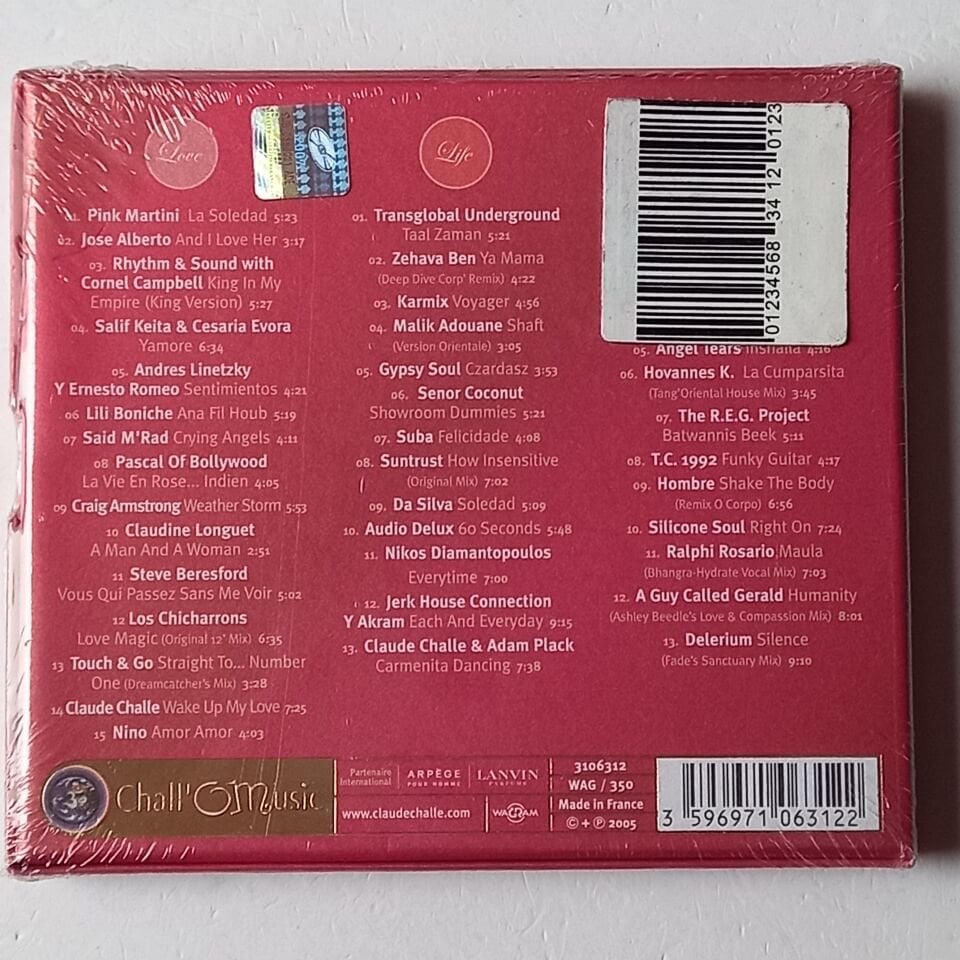 Love
01. Pink Martini La Soledad 5:23
02. Jose Alberto And I Love Her 3:17
03. Rhythm & Sound with
Cornel Campbell King In My
Empire (King Version) 5:27
04. Salif Keita & Cesaria Evora
Yamore 6:34
05. Andres Linetzky
Y Ernesto Romeo Sentimientos 4:21
06 Lili Boniche Ana Fil Houb 5:19
07 Said M'Rad Crying Angels 4:11
08 Pascal Of Bollywood
La Vie En Rose... Indien 4:05
09 Craig Armstrong Weather Storm 5:53
10 Claudine Longuet
A Man And A Woman 2:51
11 Steve Beresford
Vous Qui Passez Sans Me Voir 5:02
12 Los Chicharrons
Love Magic (Original 12" Mix) 6:35
13 Touch & Go Straight To... Number
One (Dreamcatcher's Mix) 3:28
14 Claude Challe Wake Up My Love 7:25
15 Nino Amor Amor 4:03
Life
01. Transglobal Underground
Taal Zaman 5:21
02. Zehava Ben Ya Mama
(Deep Dive Corp' Remix) 4:22
03. Karmix Voyager 4:56
04. Malik Adouane Shaft
(Version Orientale) 3:05
05. Gypsy Soul Czardasz 3:53
06. Senor Coconut
Showroom Dummies 5:21
07. Suba Felicidade 4:08
08. Suntrust How Insensitive
(Original Mix) 7:02
09. Da Silva Soledad 5:09
10. Audio Delux 60 Seconds 5:48
11. Nikos Diamantopoulos
Everytime 7:00
12. Jerk House Connection
Y Akram Each And Everyday 9:15
13. Claude Challe & Adam Plack
Carmenita Dancing 7:38
01234568 34 12 0123
05. Angel Tears Inshalla 4:16
06. Hovannes K. La Cumparsita
(Tang'Oriental House Mix) 3:45
07. The R.E.G. Project
Batwannis Beek 5:11
08. T.C. 1992 Funky Guitar 4:17
09. Hombre Shake The Body
(Remix O Corpo) 6:56
10. Silicone Soul Right On 7:24
11. Ralphi Rosario Maula
(Bhangra-Hydrate Vocal Mix) 7:03
12. A Guy Called Gerald Humanity
(Ashley Beedle's Love & Compassion Mix) 8:01
13. Delerium Silence
(Fade's Sanctuary Mix) 9:10
Chall'OMusic
Partenaire
International
ARPÈGE
POUR HOMME
LANVIN
PARFUMS
www.claudechalle.com
WAGRAM
3106312
WAG / 350
Made in France
© + ℗ 2005
3 596971 063122